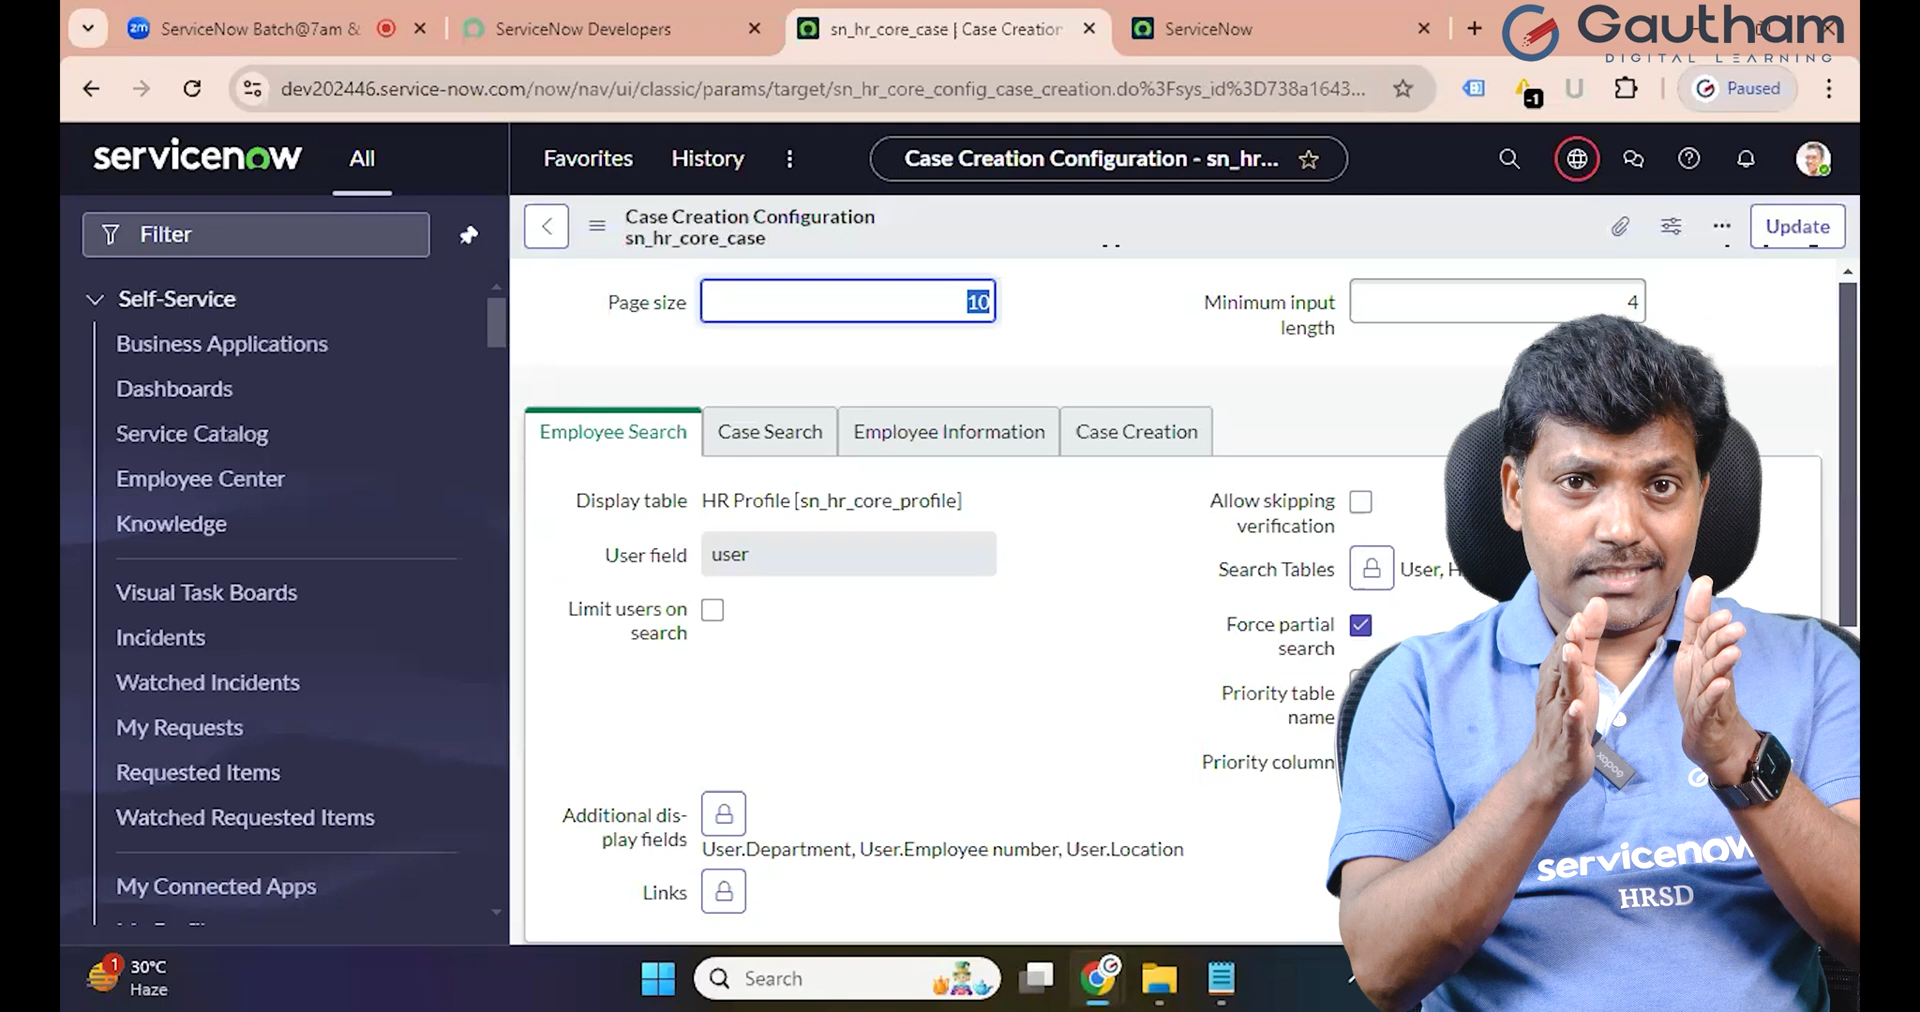 ServiceNow Batch@7am &
ServiceNow Developers
sn_hr_core_case | Case Creation
ServiceNow
Gautham
DIGITAL LEARNING
dev202446.service-now.com/now/nav/ui/classic/params/target/sn_hr_core_config_case_creation.do%3Fsys_id%3D738a1643...
-1
Paused
servicenow
All
Favorites
History
Case Creation Configuration - sn_hr...
Filter
Case Creation Configuration
sn_hr_core_case
Update
Self-Service
Business Applications
Dashboards
Service Catalog
Employee Center
Knowledge
Visual Task Boards
Incidents
Watched Incidents
My Requests
Requested Items
Watched Requested Items
My Connected Apps
Page size
10
Minimum input
length
4
Employee Search
Case Search
Employee Information
Case Creation
Display table
HR Profile [sn_hr_core_profile]
User field
user
Limit users on
search
Allow skipping
verification
Search Tables
User, H
Force partial
search
Priority table
name
Priority column
Additional dis-
play fields
User.Department, User.Employee number, User.Location
Links
servicenow
HRSD
1
30°C
Haze
Search